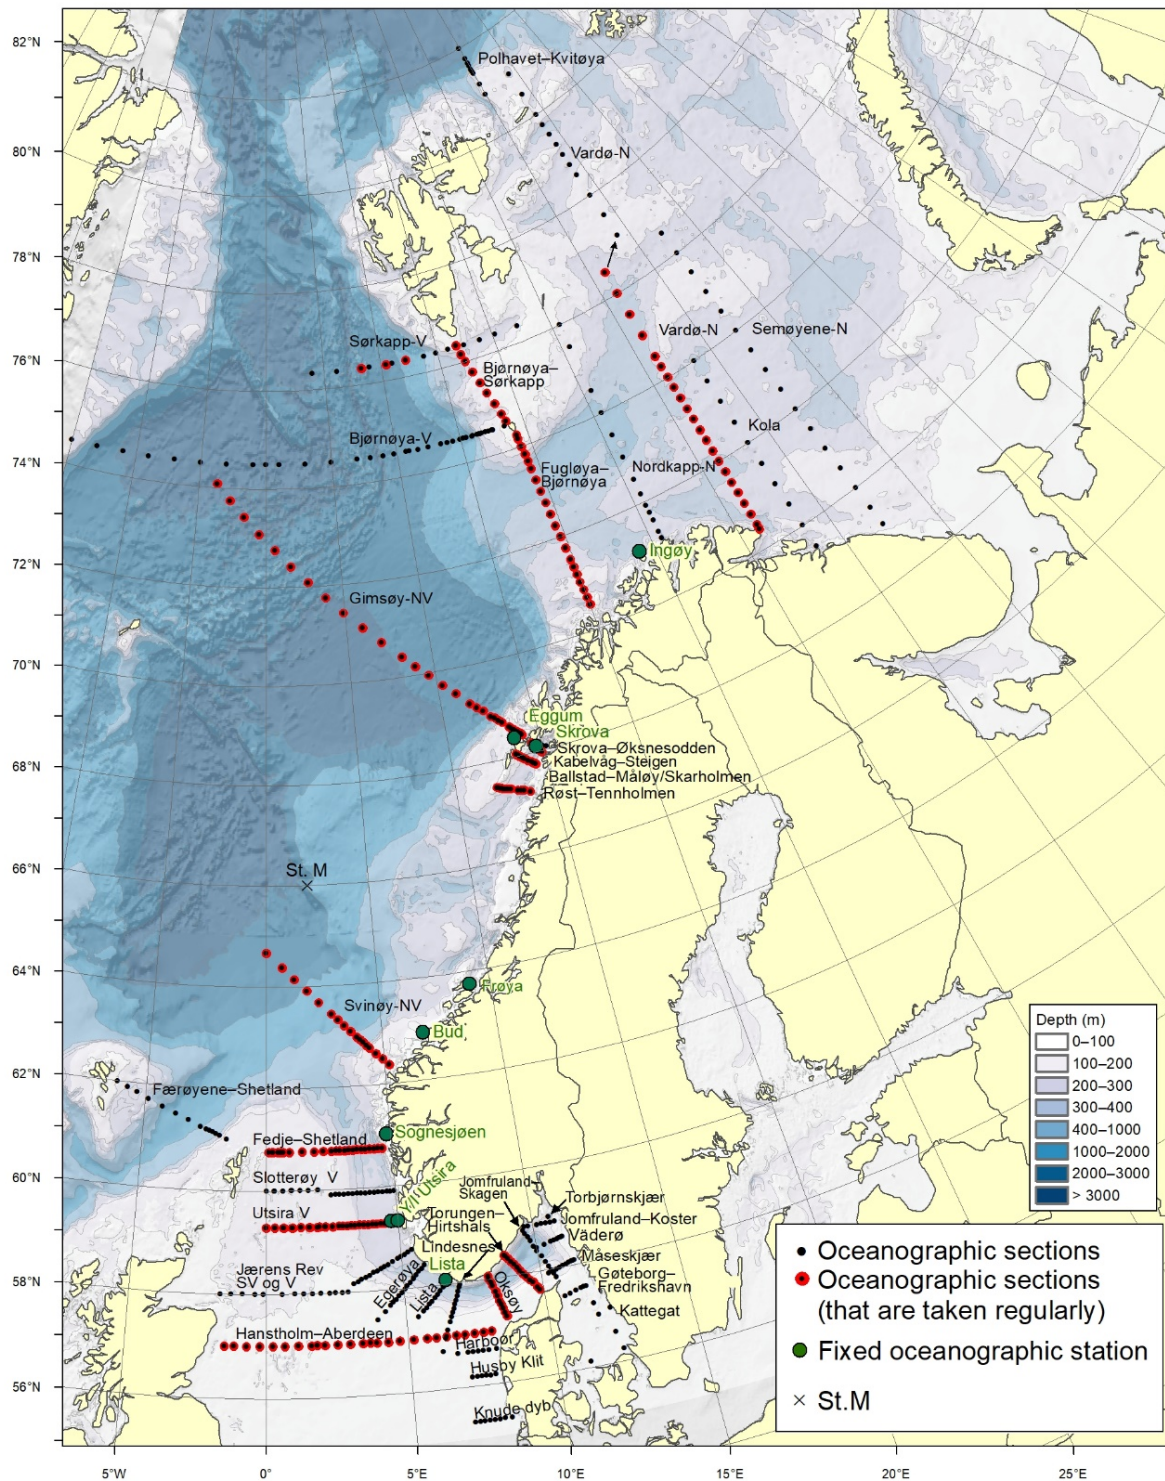 82°N
80°N
78°N
76°N
74°N
72°N
70°N
68°N
66°N
64°N
62°N
60°N
58°N
56°N
5°W
0°
5°E
10°E
15°E
20°E
25°E
Polhavet–Kvitøya
Vardø-N
Sørkapp-V
Vardø-N
Semøyene-N
Bjørnøya–
Sørkapp
Bjørnøya-V
Kola
Fugløya–
Bjørnøya
Nordkapp-N
Ingøy
Gimsøy-NV
Eggum
Skrova
Skrova–Øksnesodden
Kabelvåg–Steigen
Ballstad–Måløy/Skarholmen
Røst–Tennholmen
St. M
Frøya
Svinøy-NV
Bud
Færøyene–Shetland
Sognesjøen
Fedje–Shetland
Slotterøy V
Y/I Utsira
Utsira V
Jomfruland–
Skagen
Torbjørnskjær
Torungen–
Hirtshals
Jomfruland–Koster
Väderø
Lindesnes
Måseskjær
Lista
Jærens Rev
SV og V
Egerøya
Lista
Oksøy
Gøteborg–
Fredrikshavn
Kattegat
Hanstholm–Aberdeen
Harboør
Husby Klit
Knude dyb
Depth (m)
0–100
100–200
200–300
300–400
400–1000
1000–2000
2000–3000
> 3000
Oceanographic sections
Oceanographic sections
(that are taken regularly)
Fixed oceanographic station
St.M